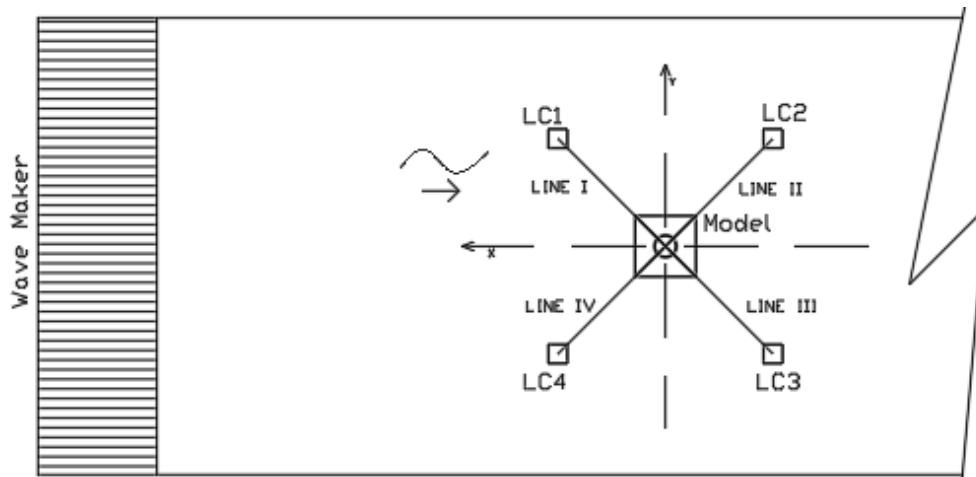 Wave Maker
LC1
LC2
Y
LINE I
LINE II
Model
X
LINE IV
LINE III
LC4
LC3